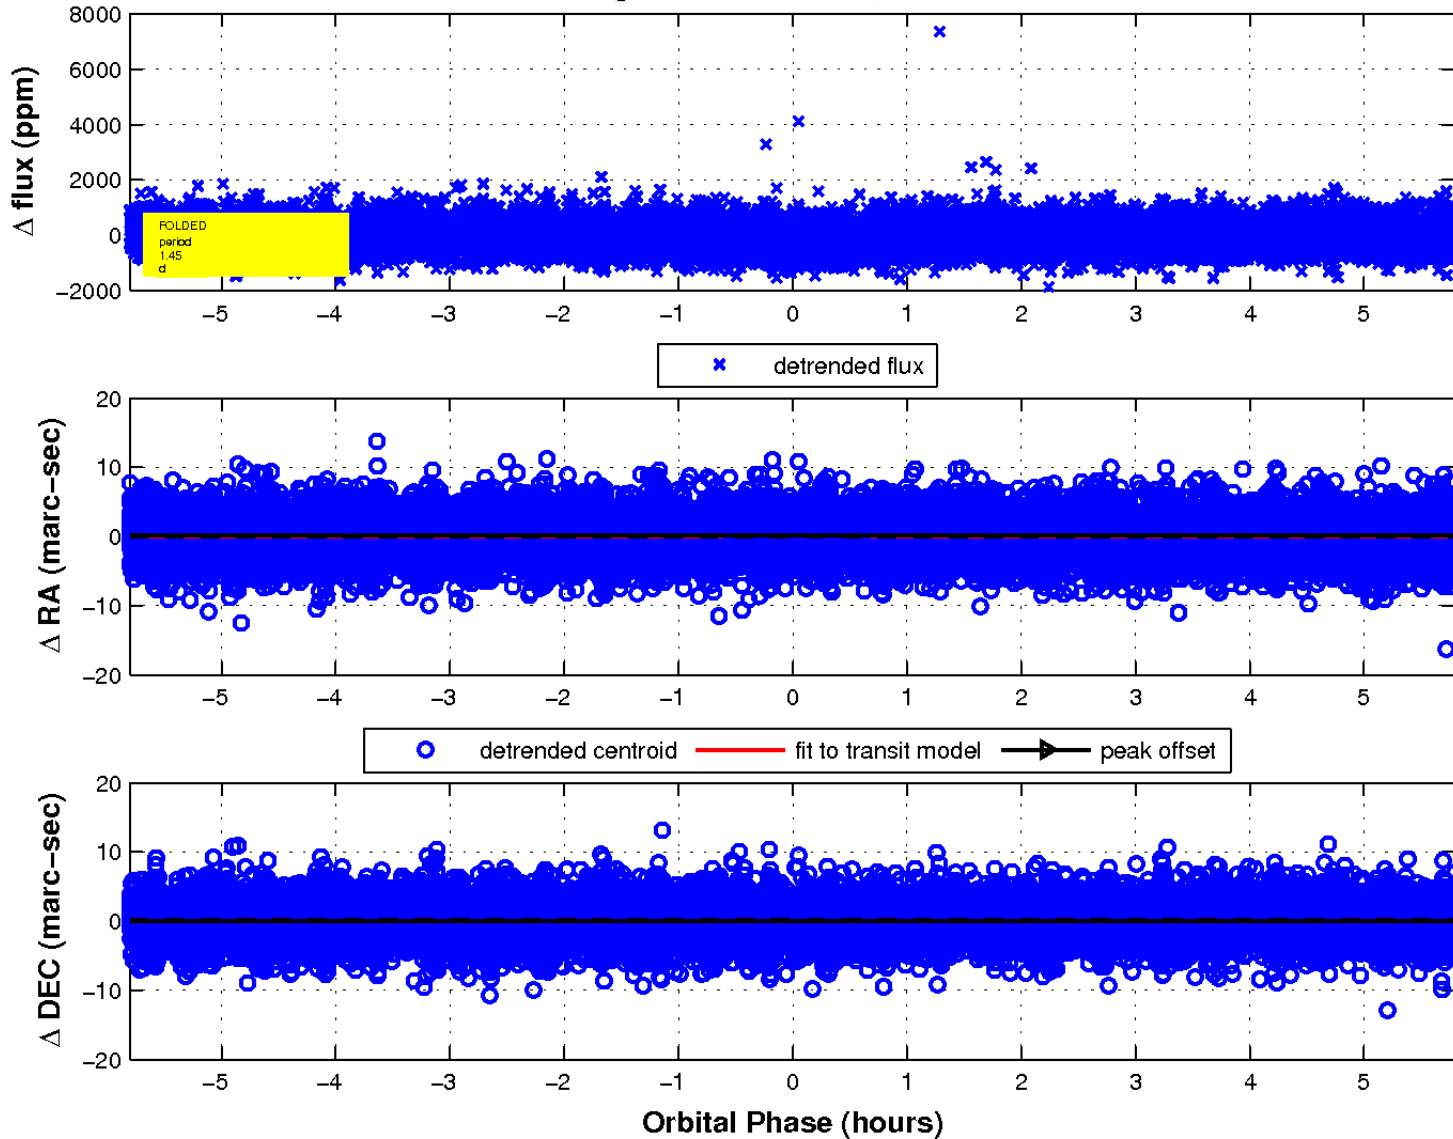 8000
6000
4000
2000
0
−2000
Δ flux (ppm)
FOLDED
period
1.45
d
−5 −4 −3 −2 −1 0 1 2 3 4 5
detrended flux
20
10
0
−10
−20
Δ RA (marc−sec)
−5 −4 −3 −2 −1 0 1 2 3 4 5
detrended centroid fit to transit model peak offset
20
10
0
−10
−20
Δ DEC (marc−sec)
−5 −4 −3 −2 −1 0 1 2 3 4 5
Orbital Phase (hours)